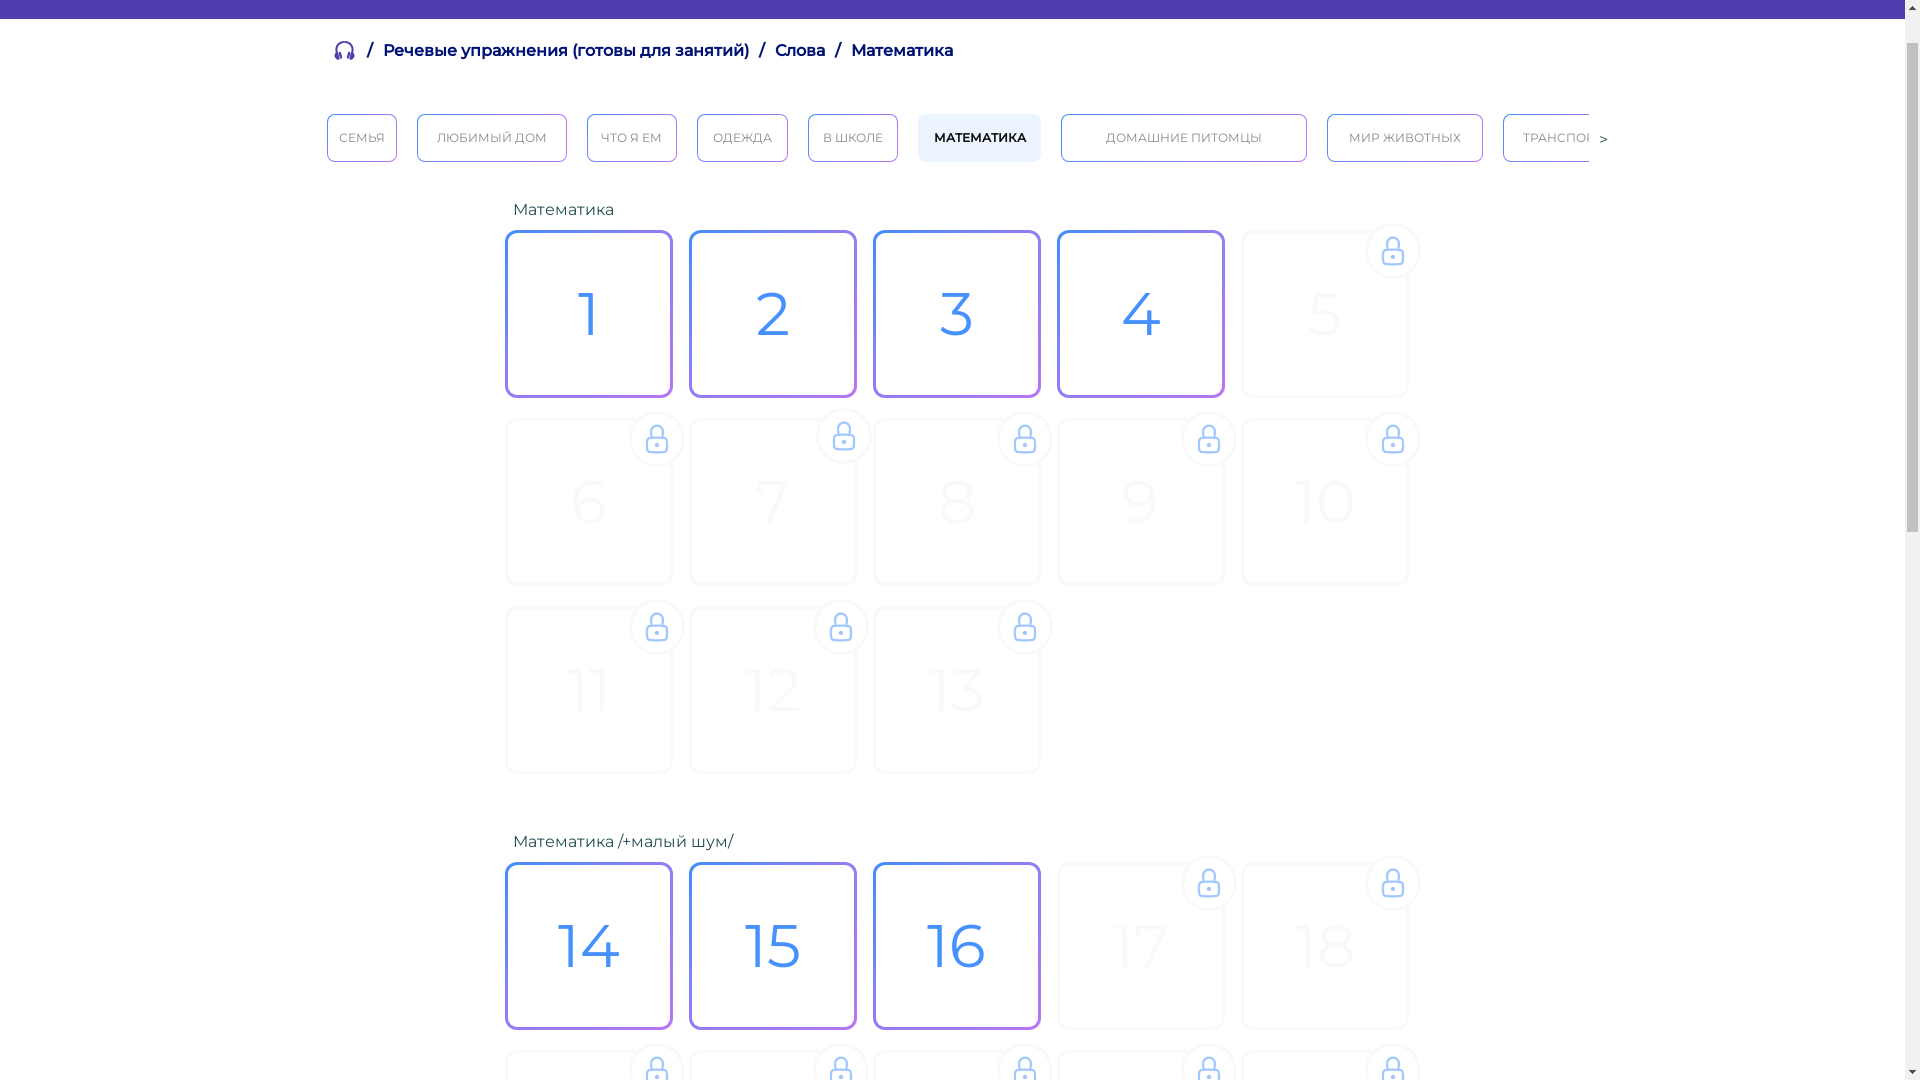 / Речевые упражнения (готовы для занятий) / Слова / Математика
СЕМЬЯ ЛЮБИМЫЙ ДОМ ЧТО Я ЕМ ОДЕЖДА В ШКОЛЕ МАТЕМАТИКА ДОМАШНИЕ ПИТОМЦЫ МИР ЖИВОТНЫХ ТРАНСПОР >
Математика
1 2 3 4 5
6 7 8 9 10
11 12 13
Математика /+малый шум/
14 15 16 17 18